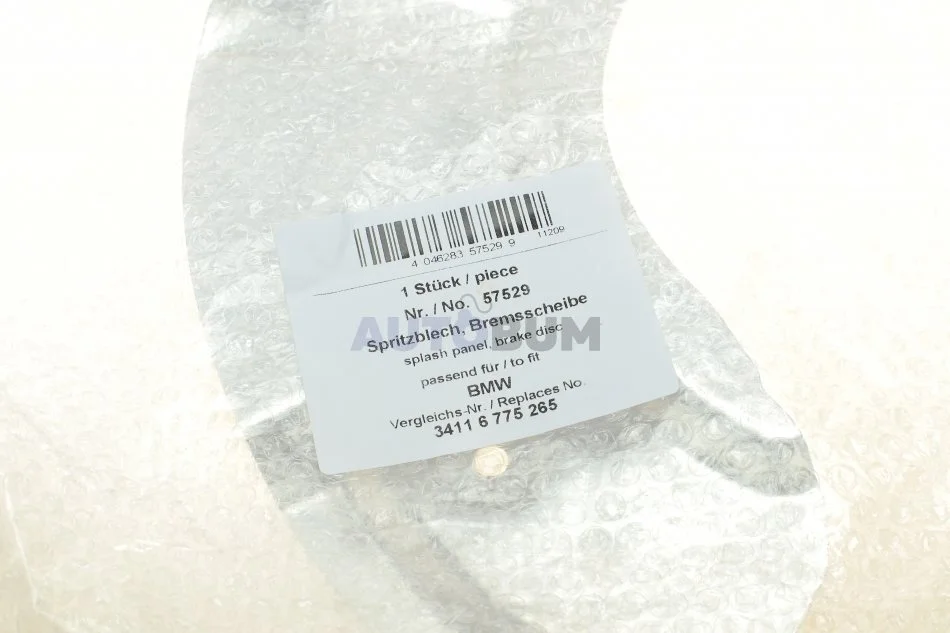 4 046283 57529 9
11209
1 Stück / piece
Nr. / No. 57529
Spritzblech, Bremsscheibe
AUTOBUM
splash panel, brake disc
passend für / to fit
BMW
Vergleichs-Nr. / Replaces No.
3411 6 775 265